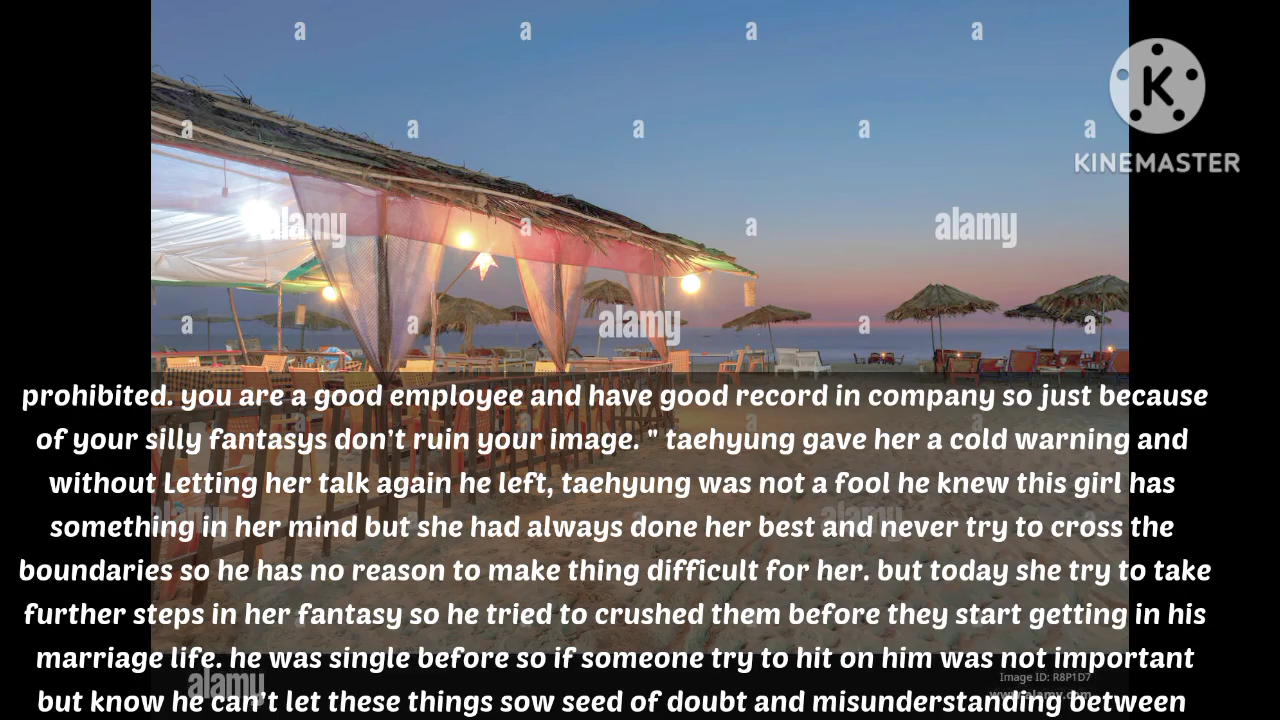 a a a a
K
KINEMASTER
a a a a a
alamy a a alamy
a a alamy a a
prohibited. you are a good employee and have good record in company so just because
of your silly fantasys don't ruin your image. " taehyung gave her a cold warning and
without Letting her talk again he left, taehyung was not a fool he knew this girl has
something in her mind but she had always done her best and never try to cross the
boundaries so he has no reason to make thing difficult for her. but today she try to take
further steps in her fantasy so he tried to crushed them before they start getting in his
marriage life. he was single before so if someone try to hit on him was not important
alamy
Image ID: R8P1D7
www.alamy.com
but know he can't let these things sow seed of doubt and misunderstanding between